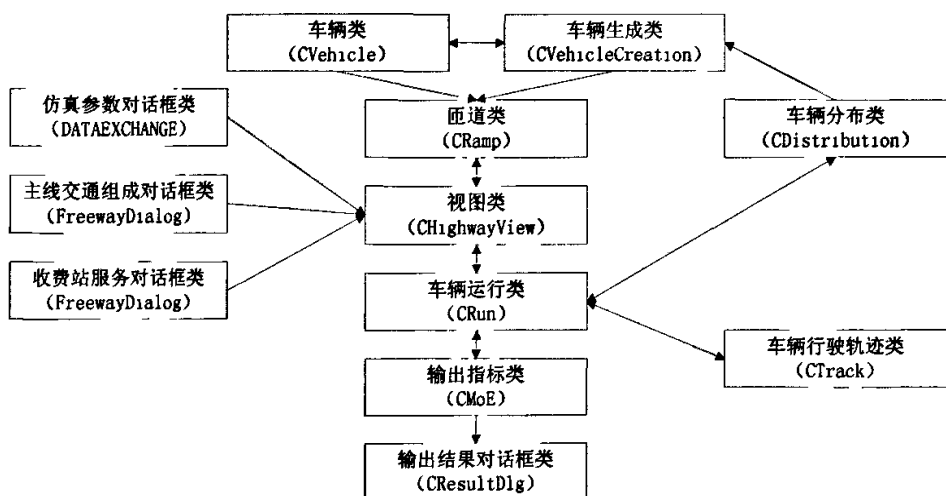 车辆类
(CVehicle)
车辆生成类
(CVehicleCreation)
仿真参数对话框类
(DATAEXCHANGE)
匝道类
(CRamp)
车辆分布类
(CDistribution)
主线交通组成对话框类
(FreewayDialog)
视图类
(CHighwayView)
收费站服务对话框类
(FreewayDialog)
车辆运行类
(CRun)
车辆行驶轨迹类
(CTrack)
输出指标类
(CMoE)
输出结果对话框类
(CResultDlg)